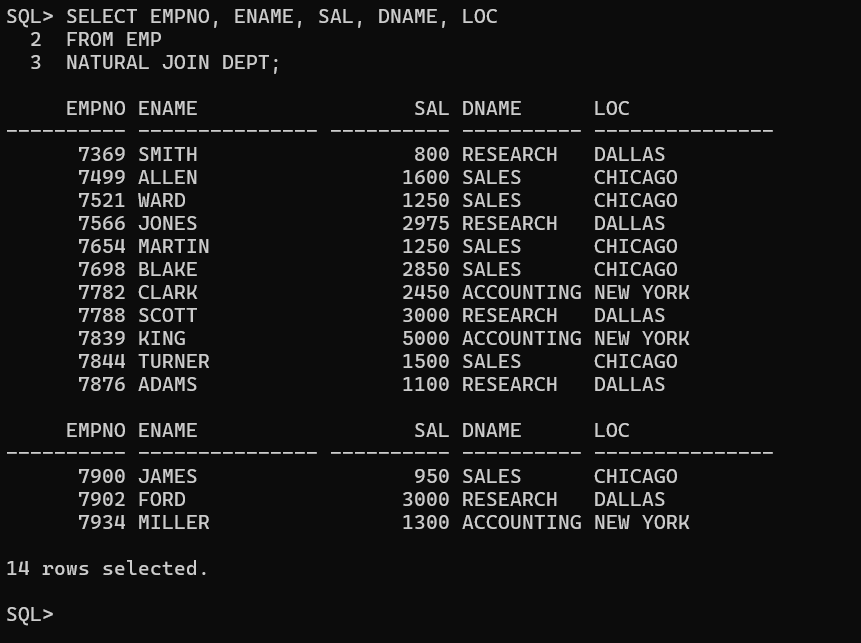 SQL> SELECT EMPNO, ENAME, SAL, DNAME, LOC
  2  FROM EMP
  3  NATURAL JOIN DEPT;

     EMPNO ENAME                  SAL DNAME      LOC
---------- --------------- ---------- ---------- ---------------
      7369 SMITH                  800 RESEARCH   DALLAS
      7499 ALLEN                 1600 SALES      CHICAGO
      7521 WARD                  1250 SALES      CHICAGO
      7566 JONES                 2975 RESEARCH   DALLAS
      7654 MARTIN                1250 SALES      CHICAGO
      7698 BLAKE                 2850 SALES      CHICAGO
      7782 CLARK                 2450 ACCOUNTING NEW YORK
      7788 SCOTT                 3000 RESEARCH   DALLAS
      7839 KING                  5000 ACCOUNTING NEW YORK
      7844 TURNER                1500 SALES      CHICAGO
      7876 ADAMS                 1100 RESEARCH   DALLAS

     EMPNO ENAME                  SAL DNAME      LOC
---------- --------------- ---------- ---------- ---------------
      7900 JAMES                  950 SALES      CHICAGO
      7902 FORD                  3000 RESEARCH   DALLAS
      7934 MILLER                1300 ACCOUNTING NEW YORK

14 rows selected.

SQL>